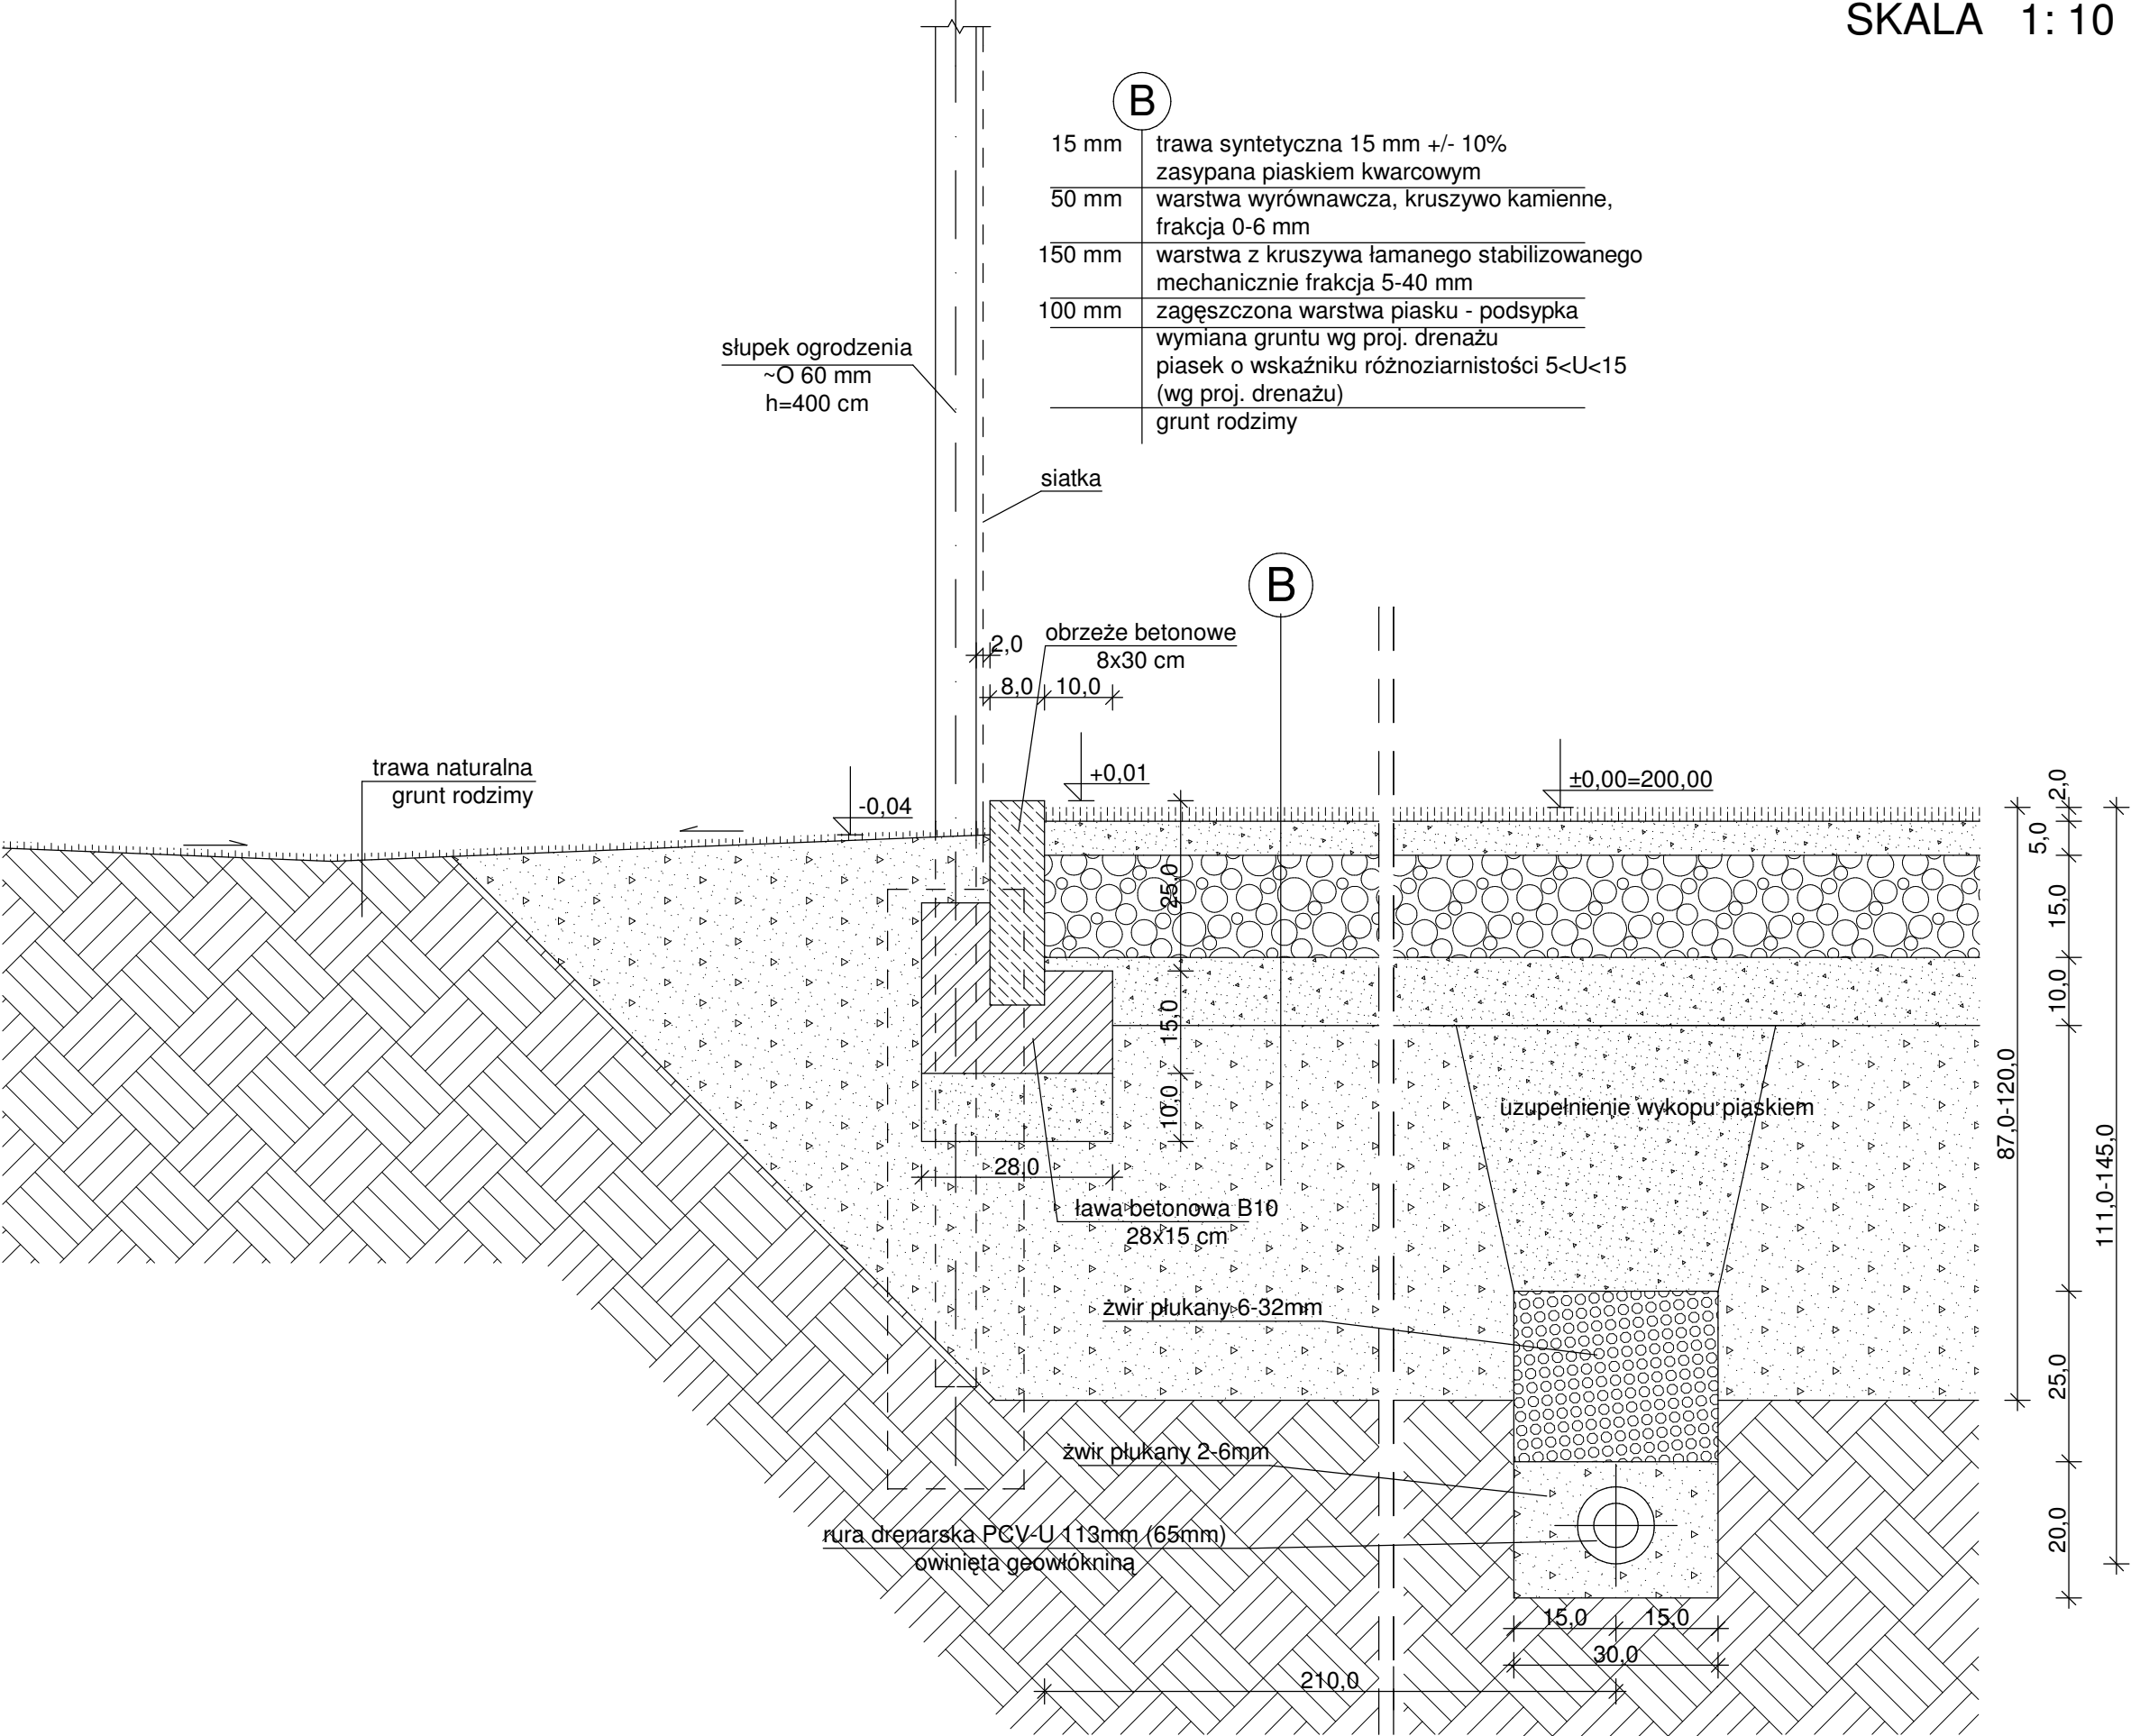 SKALA 1: 10
B
15 mm trawa syntetyczna 15 mm +/- 10%
zasypana piaskiem kwarcowym
50 mm warstwa wyrównawcza, kruszywo kamienne,
frakcja 0-6 mm
150 mm warstwa z kruszywa łamanego stabilizowanego
mechanicznie frakcja 5-40 mm
100 mm zagęszczona warstwa piasku - podsypka
wymiana gruntu wg proj. drenażu
piasek o wskaźniku różnoziarnistości 5<U<15
(wg proj. drenażu)
grunt rodzimy
słupek ogrodzenia
~O 60 mm
h=400 cm
siatka
B
obrzeże betonowe
8x30 cm
2,0
8,0 10,0
trawa naturalna
grunt rodzimy
-0,04
+0,01
±0,00=200,00
25,0
15,0
10,0
28,0
ława betonowa B10
28x15 cm
uzupełnienie wykopu piaskiem
żwir płukany 6-32mm
żwir płukany 2-6mm
rura drenarska PCV-U 113mm (65mm)
owinięta geowłókniną
15,0 15,0
30,0
210,0
2,0
5,0
15,0
10,0
25,0
20,0
87,0-120,0
111,0-145,0